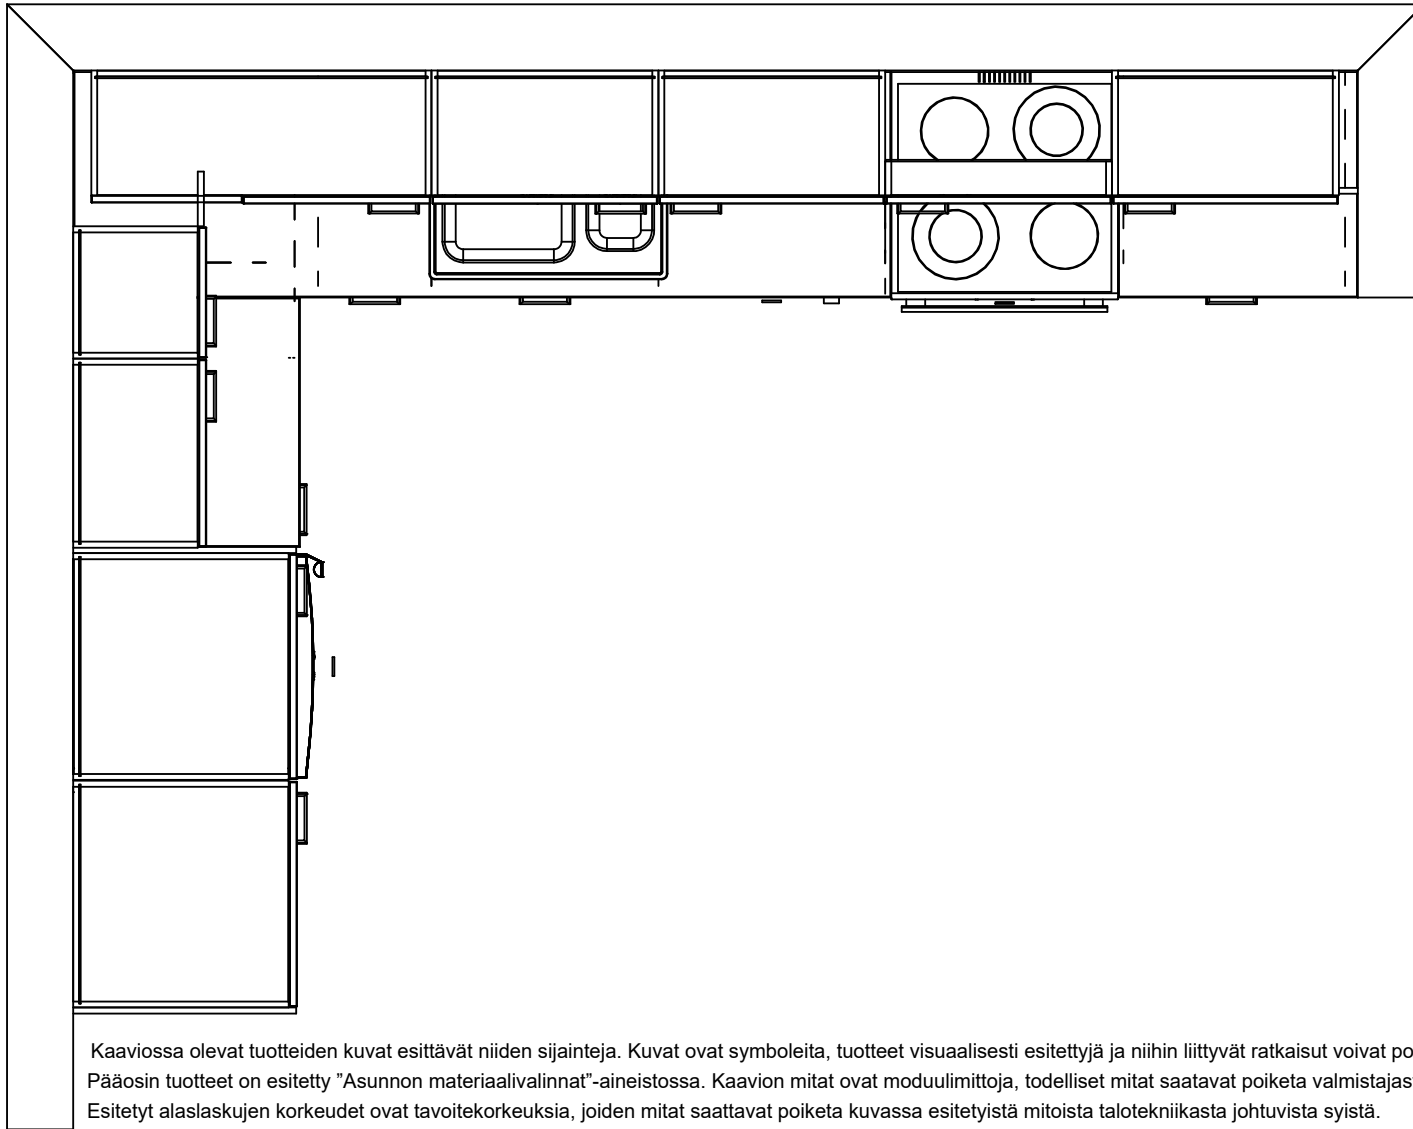 Kaaviossa olevat tuotteiden kuvat esittävät niiden sijainteja. Kuvat ovat symboleita, tuotteet visuaalisesti esitettyjä ja niihin liittyvät ratkaisut voivat po
Pääosin tuotteet on esitetty ”Asunnon materiaalivalinnat”-aineistossa. Kaavion mitat ovat moduulimittoja, todelliset mitat saatavat poiketa valmistajas
Esitetyt alaslaskujen korkeudet ovat tavoitekorkeuksia, joiden mitat saattavat poiketa kuvassa esitetyistä mitoista talotekniikasta johtuvista syistä.